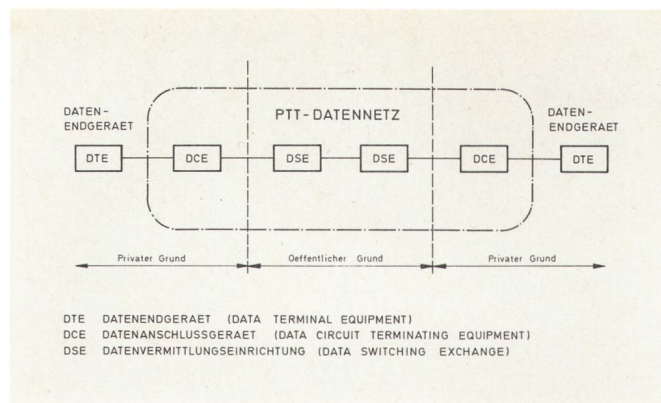 PTT-DATENNETZ
DATEN-
ENDGERAET
DATEN-
ENDGERAET
DTE DCE DSE DSE DCE DTE
Privater Grund Oeffentlicher Grund Privater Grund
DTE DATENENDGERAET (DATA TERMINAL EQUIPMENT)
DCE DATENANSCHLUSSGERAET (DATA CIRCUIT TERMINATING EQUIPMENT)
DSE DATENVERMITTLUNGSEINRICHTUNG (DATA SWITCHING EXCHANGE)